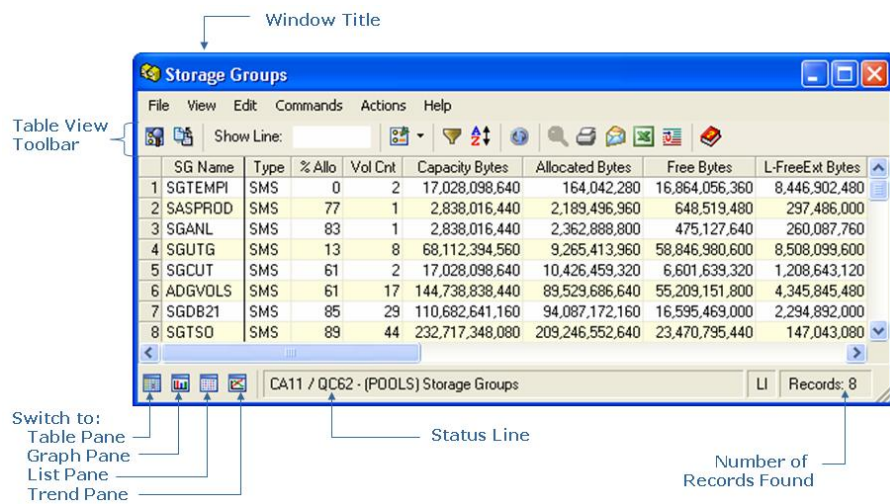 Window Title
Storage Groups
File View Edit Commands Actions Help
Table View
Toolbar
Show Line:
SG Name Type % Allo Vol Cnt Capacity Bytes Allocated Bytes Free Bytes L-FreeExt Bytes
1 SGTEMPI SMS 0 2 17,028,098,640 164,042,280 16,864,056,360 8,446,902,480
2 SASPROD SMS 77 1 2,838,016,440 2,189,496,960 648,519,480 297,486,000
3 SGANL SMS 83 1 2,838,016,440 2,362,888,800 475,127,640 260,087,760
4 SGUTG SMS 13 8 68,112,394,560 9,265,413,960 58,846,980,600 8,508,099,600
5 SGCUT SMS 61 2 17,028,098,640 10,426,459,320 6,601,639,320 1,208,643,120
6 ADGVOLS SMS 61 17 144,738,838,440 89,529,686,640 55,209,151,800 4,345,845,480
7 SGDB21 SMS 85 29 110,682,641,160 94,087,172,160 16,595,469,000 2,294,892,000
8 SGTSO SMS 89 44 232,717,348,080 209,246,552,640 23,470,795,440 147,043,080
CA11 / QC62 - (POOLS) Storage Groups LI Records: 8
Switch to:
Table Pane
Graph Pane
List Pane
Trend Pane
Status Line
Number of
Records Found